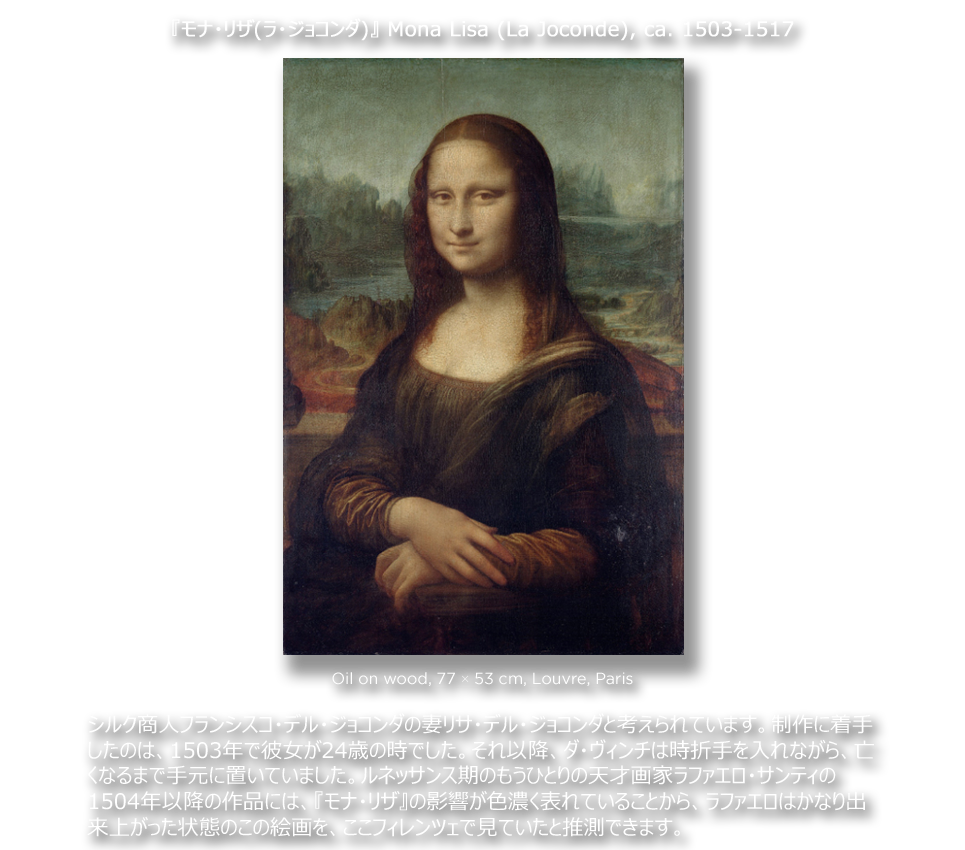 『モナ・リザ(ラ・ジョコンダ)』 Mona Lisa (La Joconde), ca. 1503-1517
Oil on wood, 77 × 53 cm, Louvre, Paris
シルク商人フランシスコ・デル・ジョコンダの妻リザ・デル・ジョコンダと考えられています。制作に着手
したのは、1503年で彼女が24歳の時でした。それ以降、ダ・ヴィンチは時折手を入れながら、亡
くなるまで手元に置いていました。ルネッサンス期のもうひとりの天才画家ラファエロ・サンティの
1504年以降の作品には、『モナ・リザ』の影響が色濃く表れていることから、ラファエロはかなり出
来上がった状態のこの絵画を、ここフィレンツェで見ていたと推測できます。